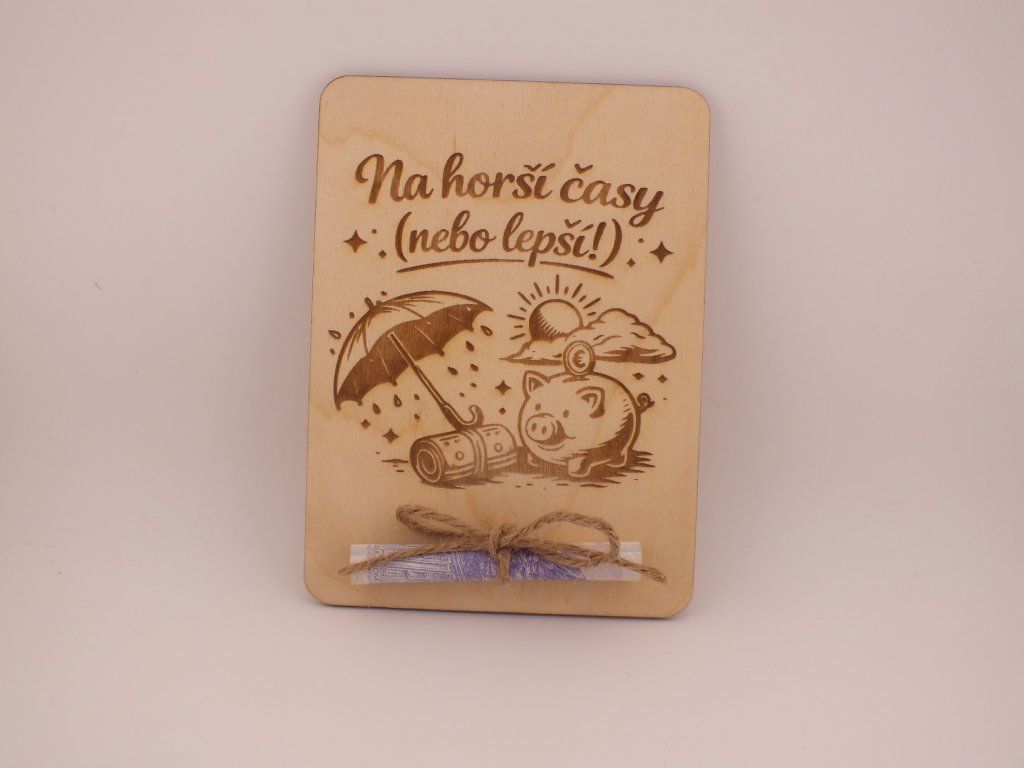 Na horší časy
(nebo lepší!)
€